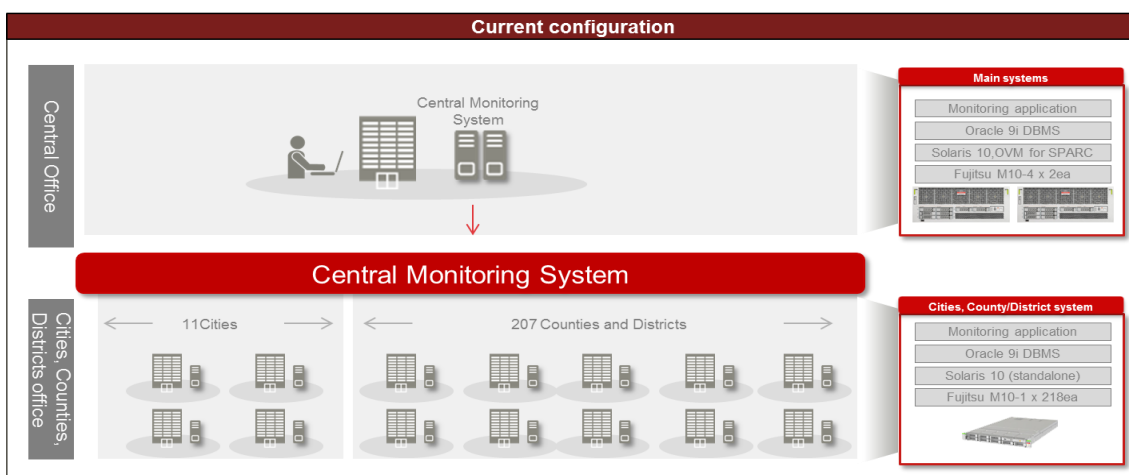 Current configuration
Central Office
Central Monitoring
System
Main systems
Monitoring application
Oracle 9i DBMS
Solaris 10,OVM for SPARC
Fujitsu M10-4 x 2ea
Central Monitoring System
Cities, Counties,
Districts office
11Cities
207 Counties and Districts
Cities, County/District system
Monitoring application
Oracle 9i DBMS
Solaris 10 (standalone)
Fujitsu M10-1 x 218ea